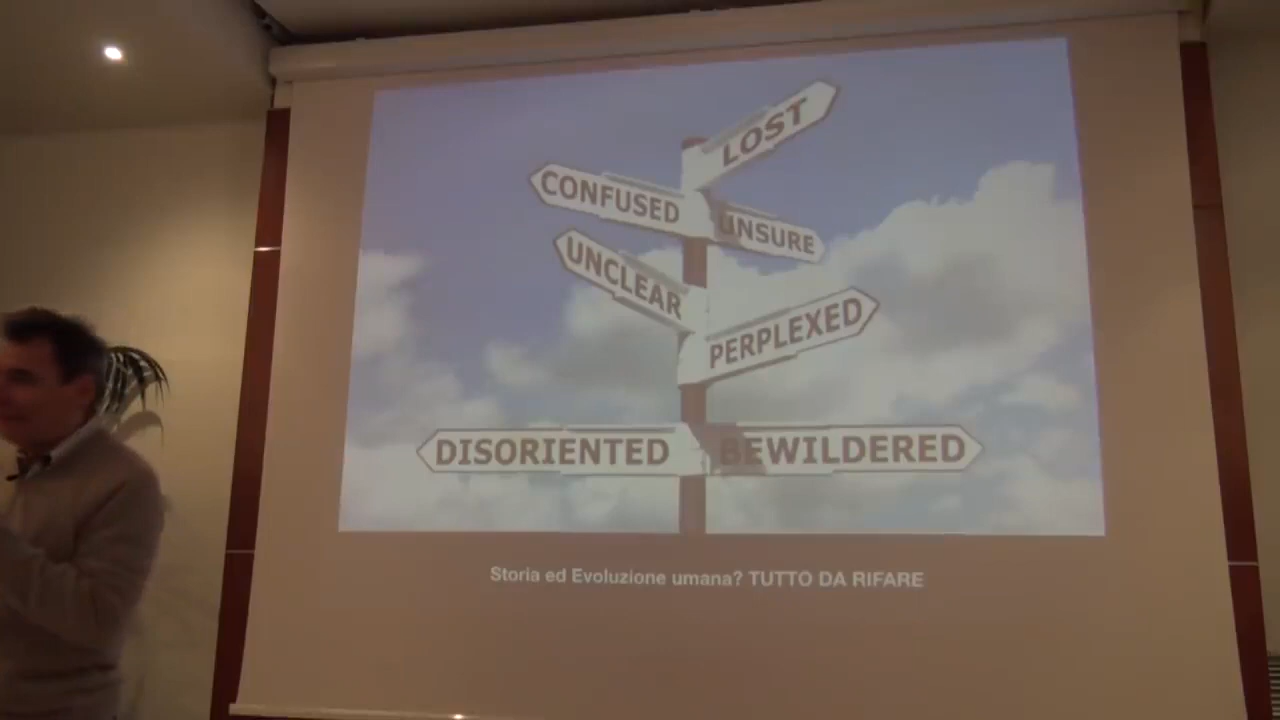 LOST
CONFUSED
UNSURE
UNCLEAR
PERPLEXED
DISORIENTED
BEWILDERED
Storia ed Evoluzione umana? TUTTO DA RIFARE